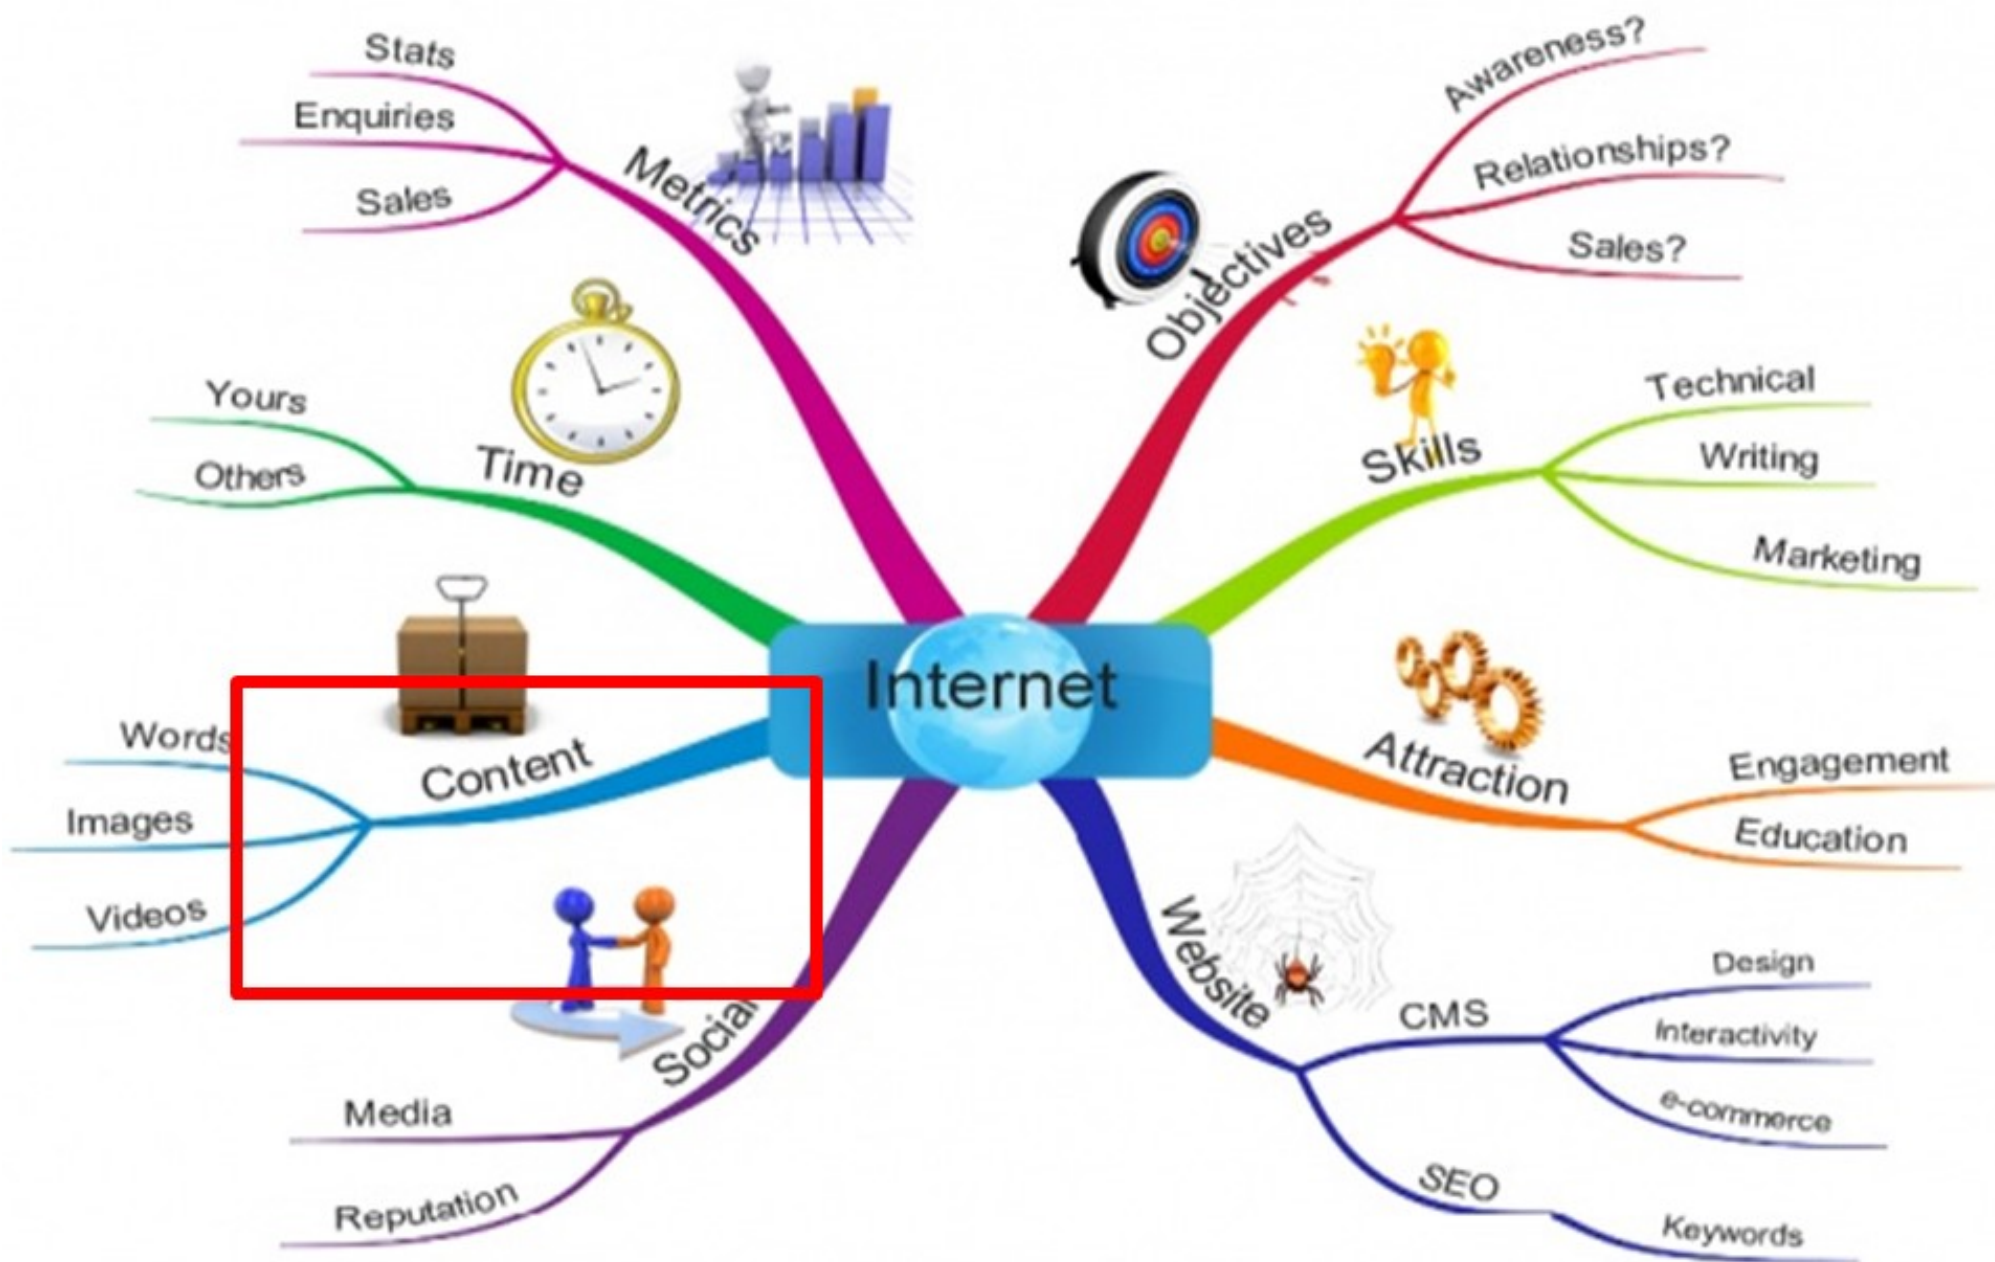 Stats
Enquiries
Sales
Metrics
Awareness?
Relationships?
Sales?
Objectives
Yours
Others
Time
Technical
Writing
Marketing
Skills
Internet
Words
Images
Videos
Content
Engagement
Education
Attraction
Media
Reputation
Social
Website
CMS
Design
Interactivity
e-commerce
SEO
Keywords